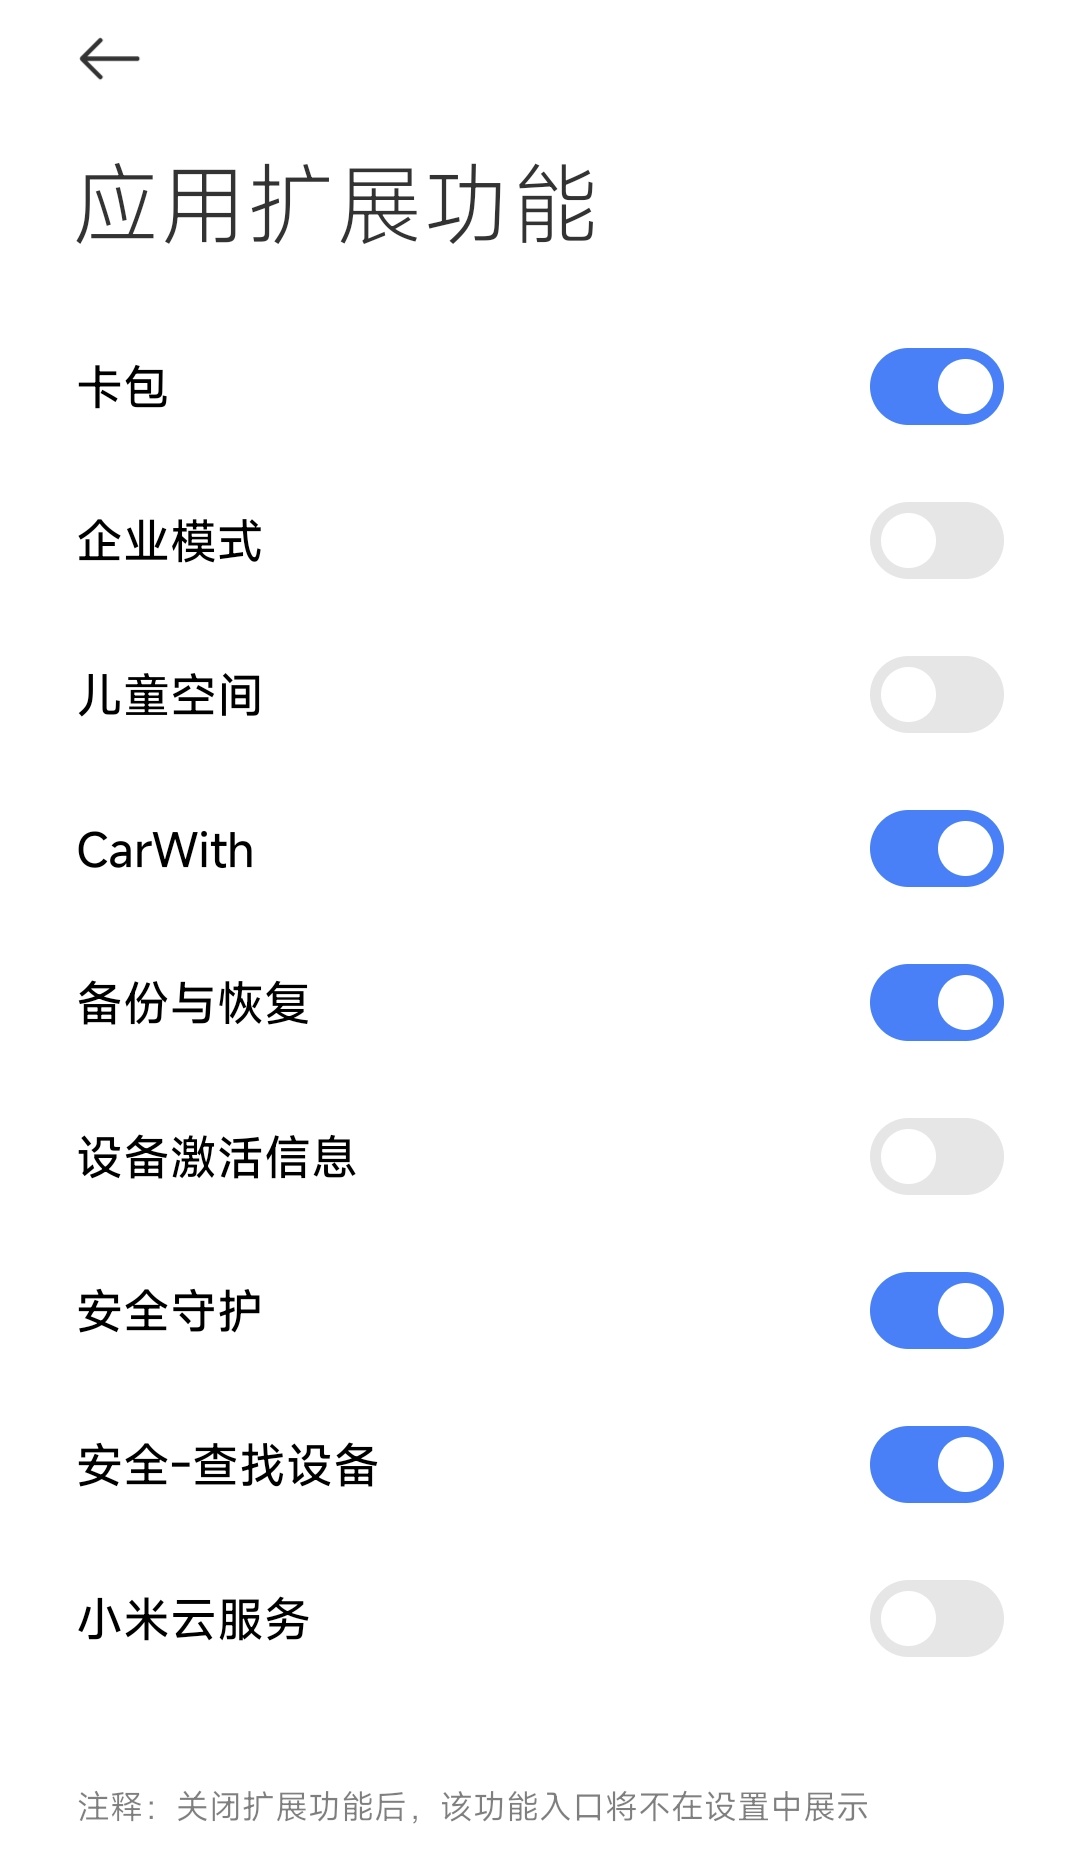 应用扩展功能
卡包
企业模式
儿童空间
CarWith
备份与恢复
设备激活信息
安全守护
安全-查找设备
小米云服务
注释：关闭扩展功能后，该功能入口将不在设置中展示